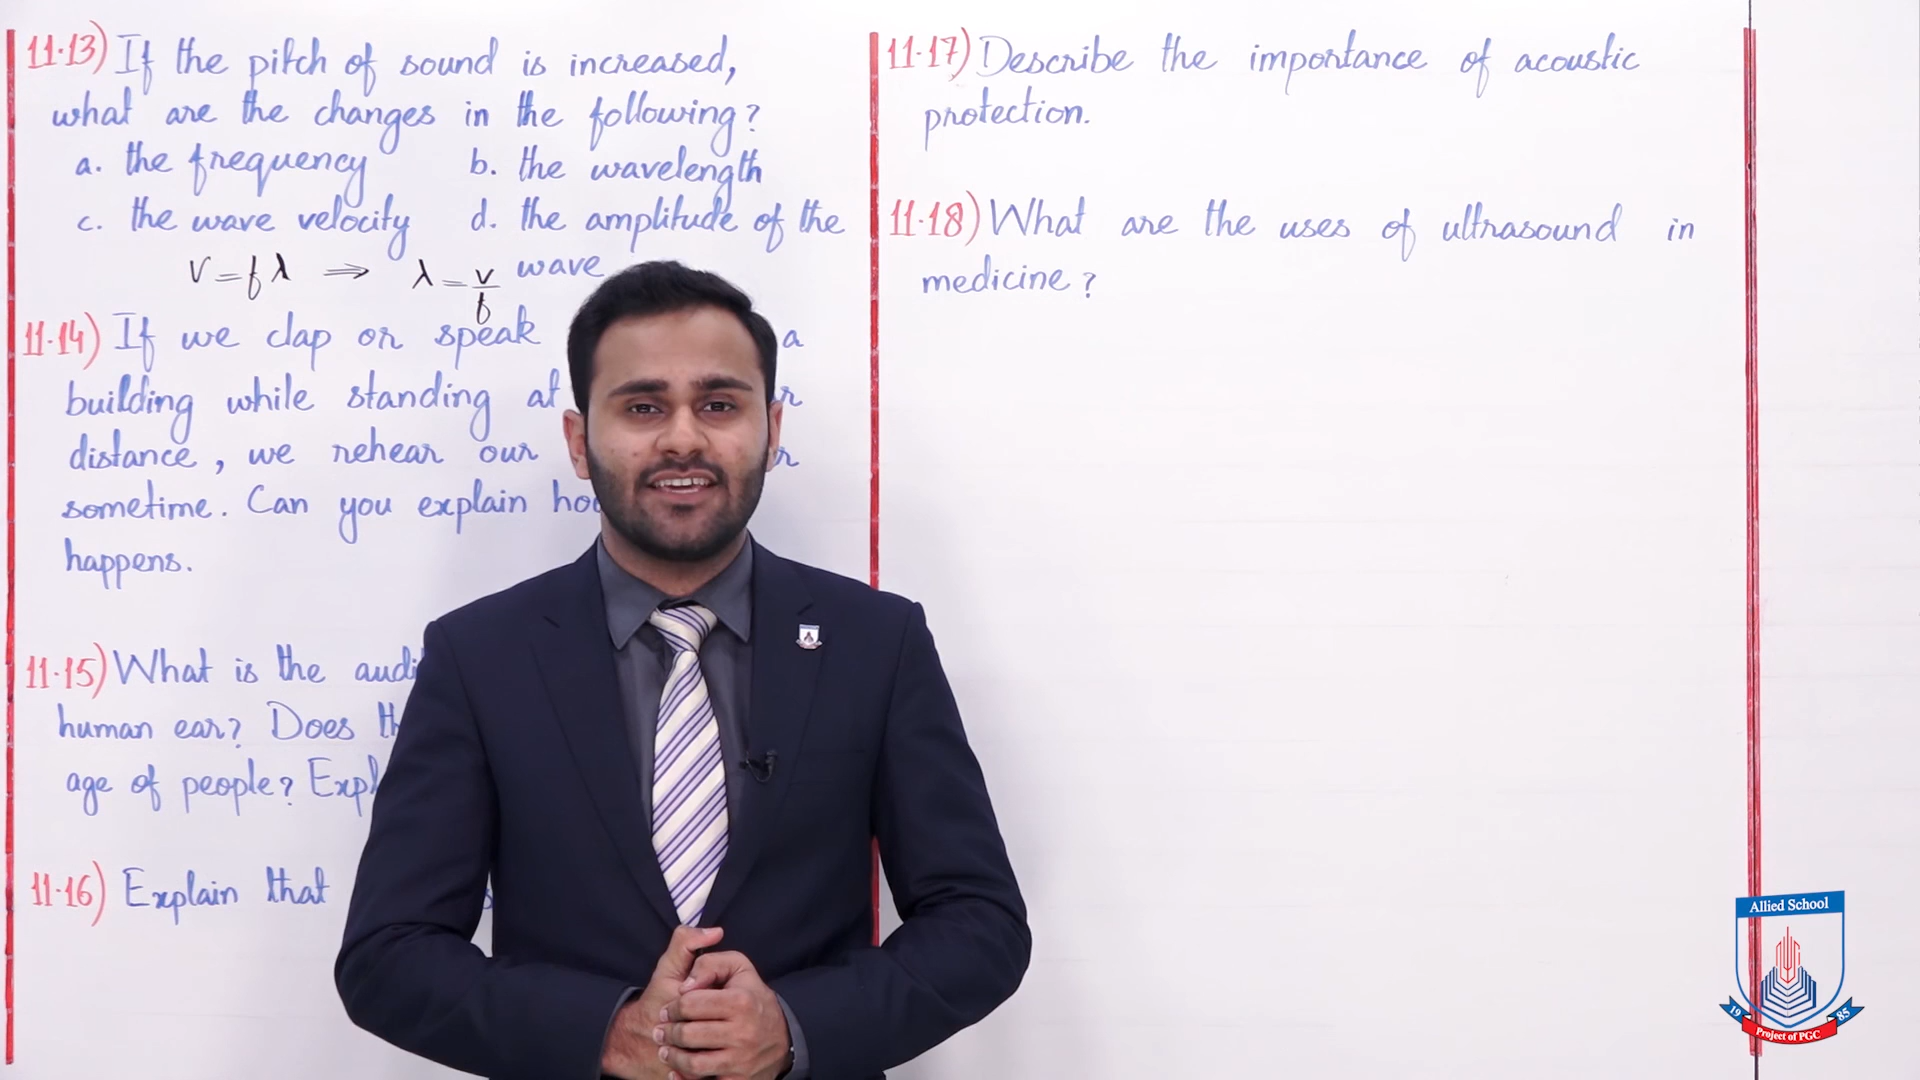 11.13) If the pitch of sound is increased,
what are the changes in the following?
a. the frequency b. the wavelength
c. the wave velocity d. the amplitude of the
wave
v = fλ ⇒ λ = v/f
11.14) If we clap or speak a
building while standing at
distance, we rehear our
sometime. Can you explain
happens.
11.15) What is the
human ear? Does
age of people?
11.16) Explain that
11.17) Describe the importance of acoustic
protection.
11.18) What are the uses of ultrasound in
medicine?
Allied School
19 85
Project of PGC